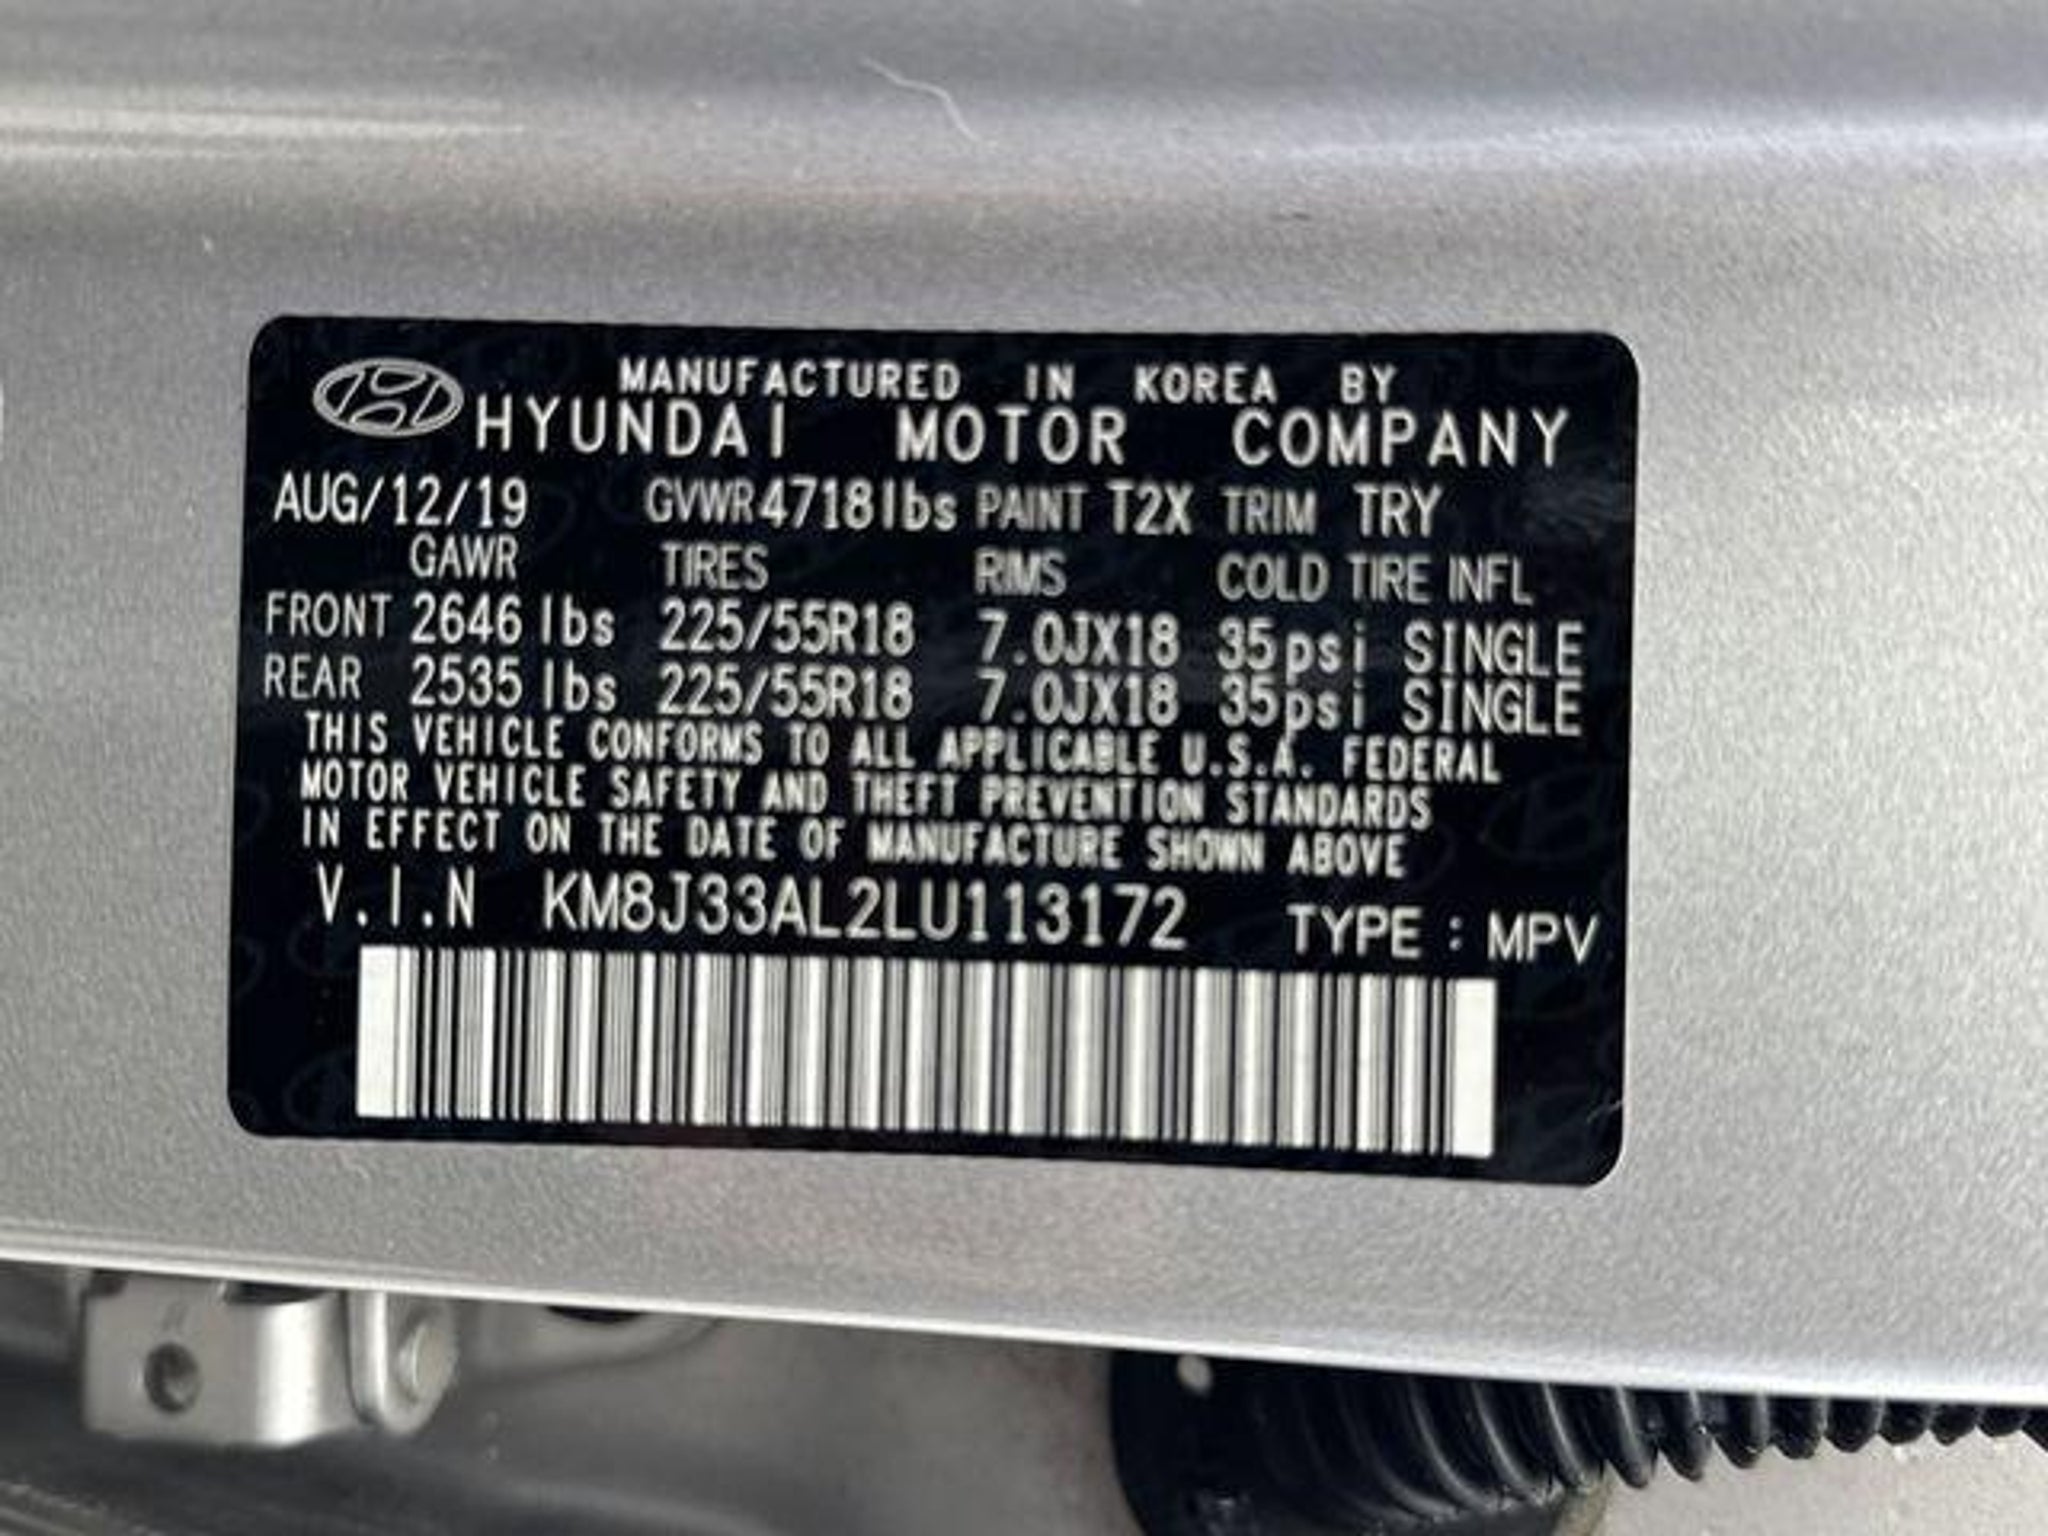 MANUFACTURED IN KOREA BY
HYUNDAI MOTOR COMPANY
AUG/12/19 GVWR 4718lbs PAINT T2X TRIM TRY
GAWR TIRES RIMS COLD TIRE INFL
FRONT 2646 lbs 225/55R18 7.0JX18 35psi SINGLE
REAR 2535 lbs 225/55R18 7.0JX18 35psi SINGLE
THIS VEHICLE CONFORMS TO ALL APPLICABLE U.S.A. FEDERAL
MOTOR VEHICLE SAFETY AND THEFT PREVENTION STANDARDS
IN EFFECT ON THE DATE OF MANUFACTURE SHOWN ABOVE
V.I.N KM8J33AL2LU113172 TYPE : MPV